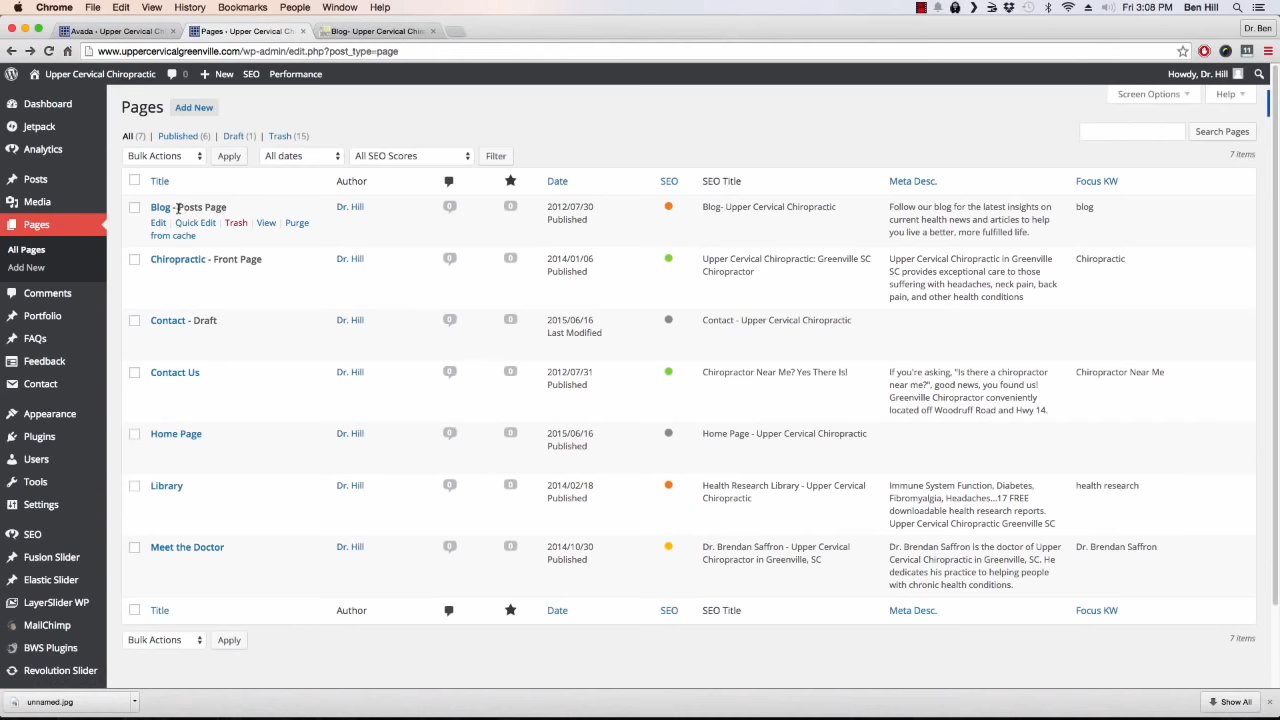 Chrome File Edit View History Bookmarks People Window Help Fri 3:08 PM Ben Hill
Avada - Upper Cervical Ch Pages ‹ Upper Cervical Chi Blog- Upper Cervical Chir Dr. Ben
www.uppercervicalgreenville.com/wp-admin/edit.php?post_type=page 11
Upper Cervical Chiropractic 0 New SEO Performance Howdy, Dr. Hill
Dashboard
Jetpack
Analytics
Posts
Media
Pages
All Pages
Add New
Comments
Portfolio
FAQs
Feedback
Contact
Appearance
Plugins
Users
Tools
Settings
SEO
Fusion Slider
Elastic Slider
LayerSlider WP
MailChimp
BWS Plugins
Revolution Slider
Screen Options Help
Pages Add New
All (7) | Published (6) | Draft (1) | Trash (15)
Search Pages
Bulk Actions Apply All dates All SEO Scores Filter 7 items
Title Author Date SEO SEO Title Meta Desc. Focus KW
Blog - Posts Page Dr. Hill 0 0 2012/07/30 Blog- Upper Cervical Chiropractic Follow our blog for the latest insights on blog
Edit | Quick Edit | Trash | View | Purge Published current health news and articles to help
from cache you live a better, more fulfilled life.
Chiropractic - Front Page Dr. Hill 0 0 2014/01/06 Upper Cervical Chiropractic: Greenville SC Upper Cervical Chiropractic in Greenville Chiropractic
Published Chiropractor SC provides exceptional care to those
suffering with headaches, neck pain, back
pain, and other health conditions
Contact - Draft Dr. Hill 0 0 2015/06/16 Contact - Upper Cervical Chiropractic
Last Modified
Contact Us Dr. Hill 0 0 2012/07/31 Chiropractor Near Me? Yes There Is! If you're asking, "Is there a chiropractor Chiropractor Near Me
Published near me?", good news, you found us!
Greenville Chiropractor conveniently
located off Woodruff Road and Hwy 14.
Home Page Dr. Hill 0 0 2015/06/16 Home Page - Upper Cervical Chiropractic
Published
Library Dr. Hill 0 0 2014/02/18 Health Research Library - Upper Cervical Immune System Function, Diabetes, health research
Published Chiropractic Fibromyalgia, Headaches...17 FREE
downloadable health research reports.
Upper Cervical Chiropractic Greenville SC
Meet the Doctor Dr. Hill 0 0 2014/10/30 Dr. Brendan Saffron - Upper Cervical Dr. Brendan Saffron is the doctor of Upper Dr. Brendan Saffron
Published Chiropractic in Greenville, SC Cervical Chiropractic in Greenville, SC. He
dedicates his practice to helping people
with chronic health conditions.
Title Author Date SEO SEO Title Meta Desc. Focus KW
Bulk Actions Apply 7 items
unnamed.jpg Show All